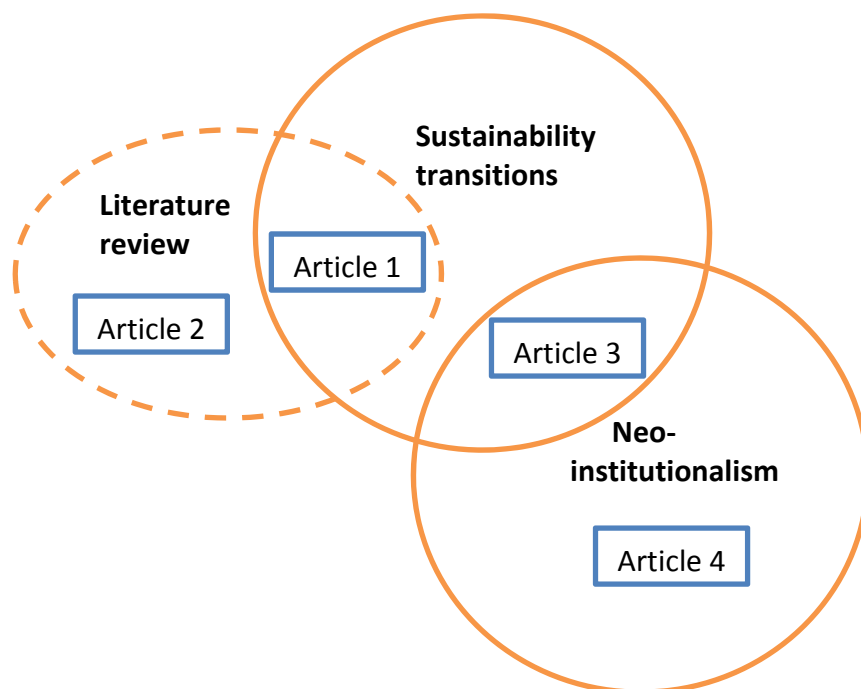 Sustainability
transitions
Literature
review
Article 1
Article 2
Article 3
Neo-
institutionalism
Article 4